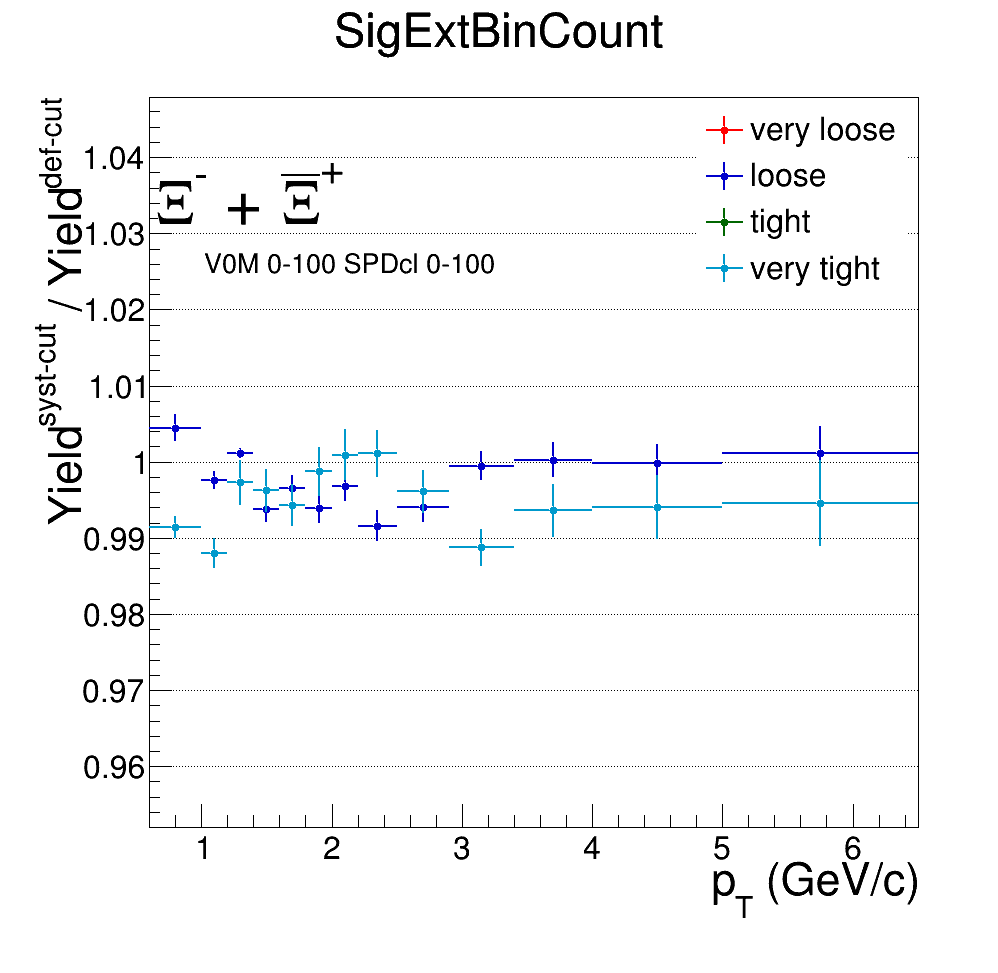 SigExtBinCount
Yield^syst-cut / Yield^def-cut
Ξ^- + Ξ̅^+
V0M 0-100 SPDcl 0-100
very loose
loose
tight
very tight
1.04
1.03
1.02
1.01
1
0.99
0.98
0.97
0.96
1 2 3 4 5 6
p_T (GeV/c)